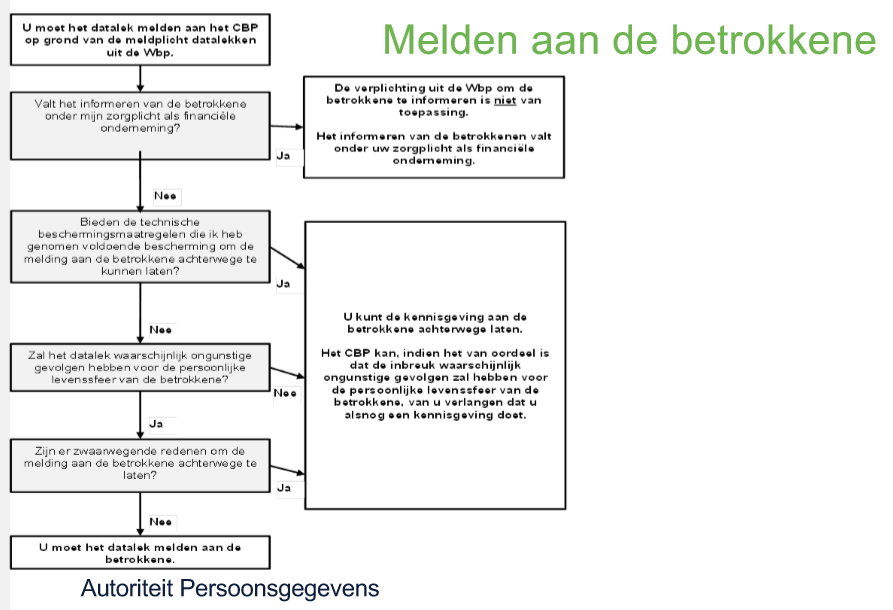 Melden aan de betrokkene
U moet het datalek melden aan het CBP
op grond van de meldplicht datalekken
uit de Wbp.
Valt het informeren van de betrokkene
onder mijn zorgplicht als financiële
onderneming?
Ja
De verplichting uit de Wbp om de
betrokkene te informeren is niet van
toepassing.
Het informeren van de betrokkenen valt
onder uw zorgplicht als financiële
onderneming.
Nee
Bieden de technische
beschermingsmaatregelen die ik heb
genomen voldoende bescherming om de
melding aan de betrokkene achterwege te
kunnen laten?
Ja
Nee
Zal het datalek waarschijnlijk ongunstige
gevolgen hebben voor de persoonlijke
levenssfeer van de betrokkene?
Nee
Ja
Zijn er zwaarwegende redenen om de
melding aan de betrokkene achterwege te
laten?
Ja
U kunt de kennisgeving aan de
betrokkene achterwege laten.
Het CBP kan, indien het van oordeel is
dat de inbreuk waarschijnlijk
ongunstige gevolgen zal hebben voor
de persoonlijke levenssfeer van de
betrokkene, van u verlangen dat u
alsnog een kennisgeving doet.
Nee
U moet het datalek melden aan de
betrokkene.
Autoriteit Persoonsgegevens